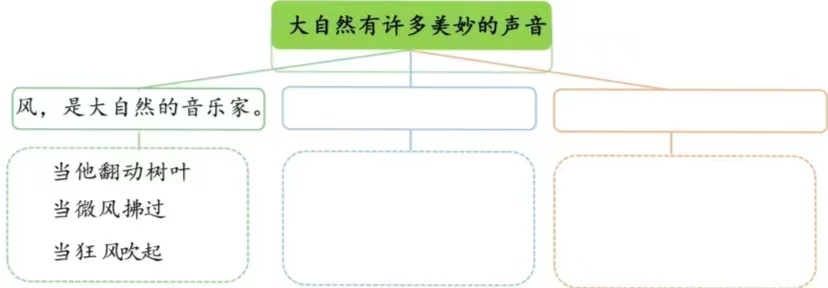 大自然有许多美妙的声音
风，是大自然的音乐家。
当他翻动树叶
当微风拂过
当狂风吹起